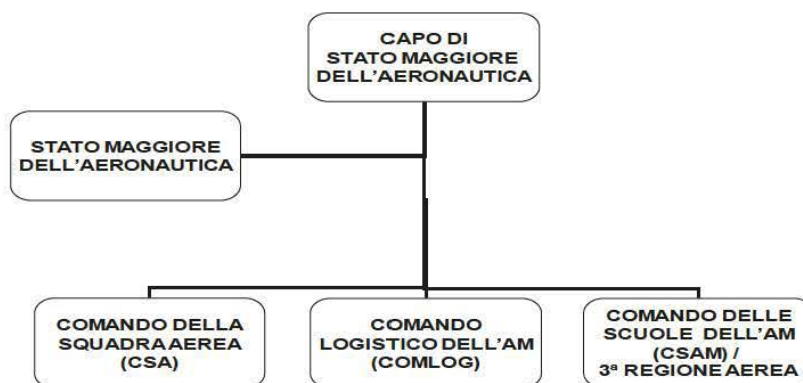 CAPO DI
STATO MAGGIORE
DELL'AERONAUTICA
STATO MAGGIORE
DELL'AERONAUTICA
COMANDO DELLA
SQUADRA AEREA
(CSA)
COMANDO
LOGISTICO DELL'AM
(COMLOG)
COMANDO DELLE
SCUOLE DELL'AM
(CSAM) /
3ª REGIONE AEREA